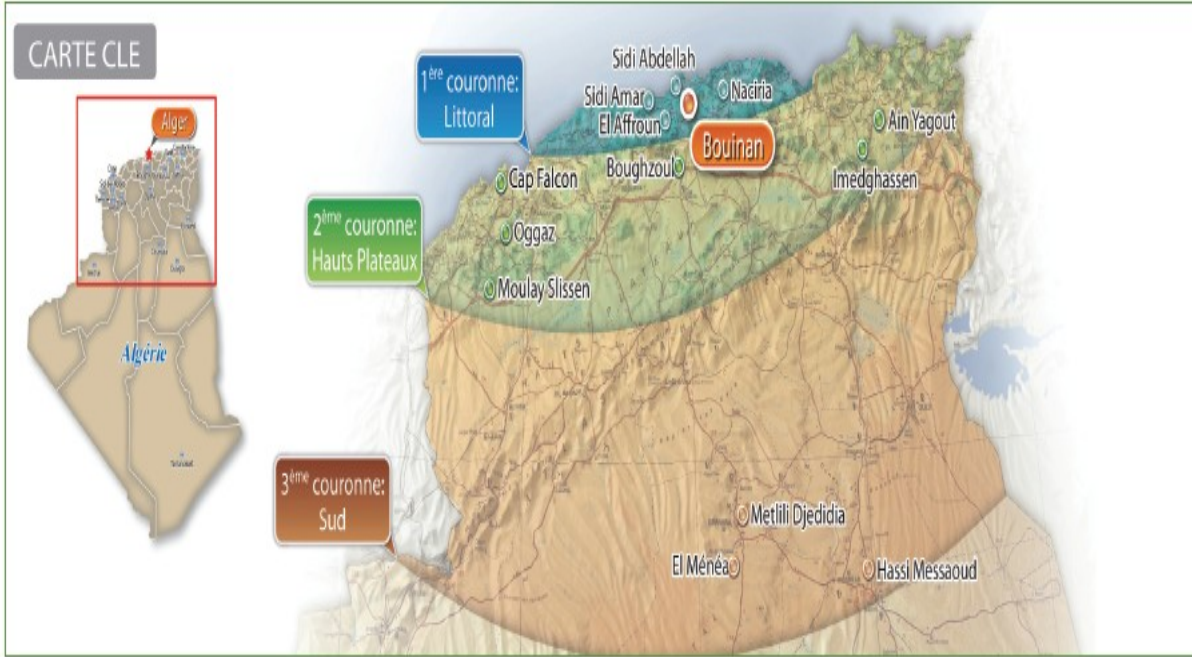 CARTE CLE
Alger
Algérie
1ère couronne:
Littoral
2ème couronne:
Hauts Plateaux
3ème couronne:
Sud
Sidi Abdellah
Sidi Amar
Naciria
El Affroun
Bouinan
Ain Yagout
Boughzoul
Imedghassen
Cap Falcon
Oggaz
Moulay Slissen
Metlili Djedidia
El Ménéa
Hassi Messaoud